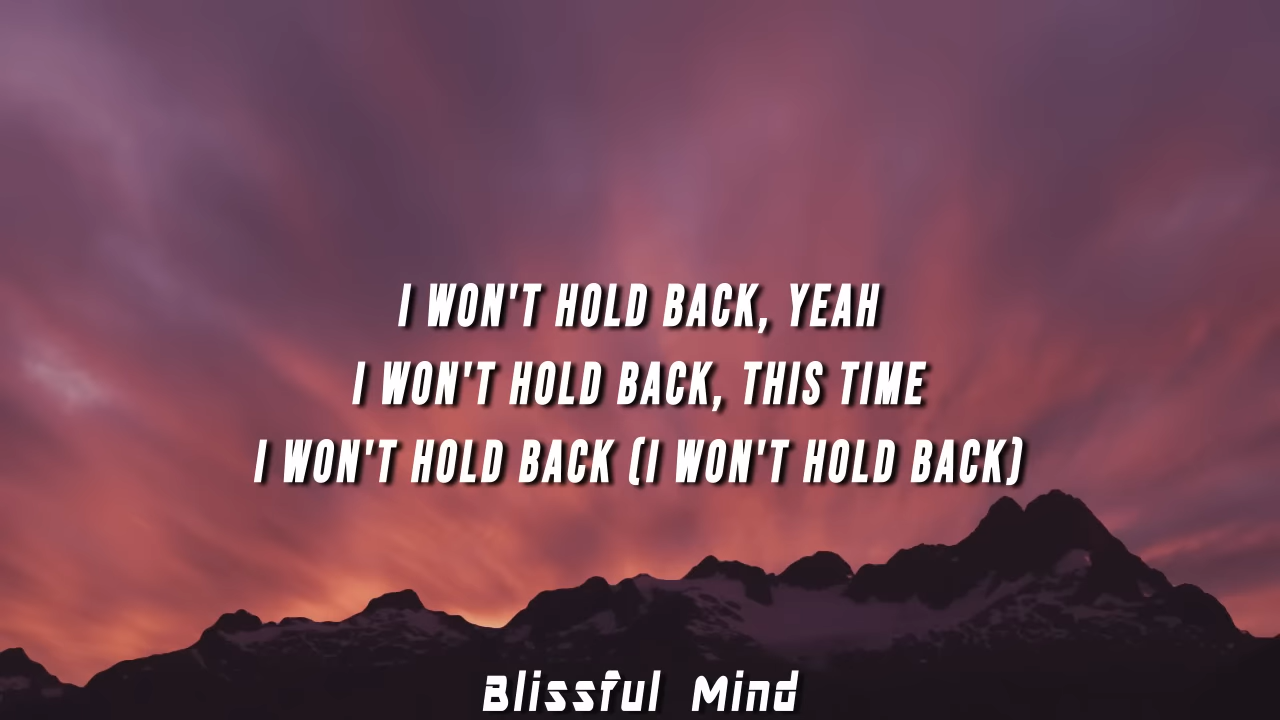 I WON'T HOLD BACK, YEAH
I WON'T HOLD BACK, THIS TIME
I WON'T HOLD BACK (I WON'T HOLD BACK)
Blissful Mind